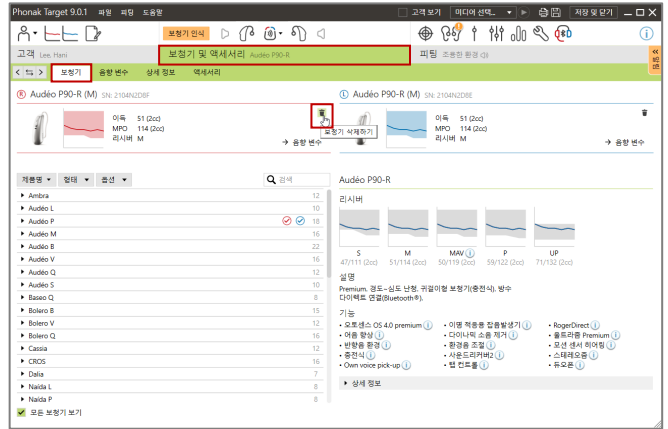 Phonak Target 9.0.1 파일 피팅 도움말 고객 보기 미디어 선택... 저장 및 닫기
보청기 인식
고객 Lee, Hani 보청기 및 액세서리 Audéo P90-R 피팅 조용한 환경
보청기 음향 변수 상세 정보 액세서리
알림
R Audéo P90-R (M) SN: 2104N2D8F
이득 51 (2cc)
MPO 114 (2cc)
리시버 M
→ 음향 변수
보청기 삭제하기
L Audéo P90-R (M) SN: 2104N2D8E
이득 51 (2cc)
MPO 114 (2cc)
리시버 M
→ 음향 변수
제품명 형태 옵션 검색
Ambra 12
Audéo L 10
Audéo P 18
Audéo M 16
Audéo B 22
Audéo V 16
Audéo Q 12
Audéo S 10
Baseo Q 8
Bolero B 15
Bolero V 12
Bolero Q 16
Cassia 12
CROS 16
Dalia 7
Naída L 8
Naída P 8
모든 보청기 보기
Audéo P90-R
리시버
S M MAV P UP
47/111 (2cc) 51/114 (2cc) 50/119 (2cc) 59/122 (2cc) 71/132 (2cc)
설명
Premium, 경도~심도 난청, 귀걸이형 보청기(충전식), 방수
다이렉트 연결(Bluetooth®).
기능
• 오토센스 OS 4.0 premium • 이명 적응용 잡음발생기 • RogerDirect
• 어음 향상 • 다이나믹 소음 제거 • 울트라줌 Premium
• 반향음 환경 • 환경음 조절 • 모션 센서 히어링
• 충전식 • 사운드리커버2 • 스테레오줌
• Own voice pick-up • 탭 컨트롤 • 듀오폰
상세 정보